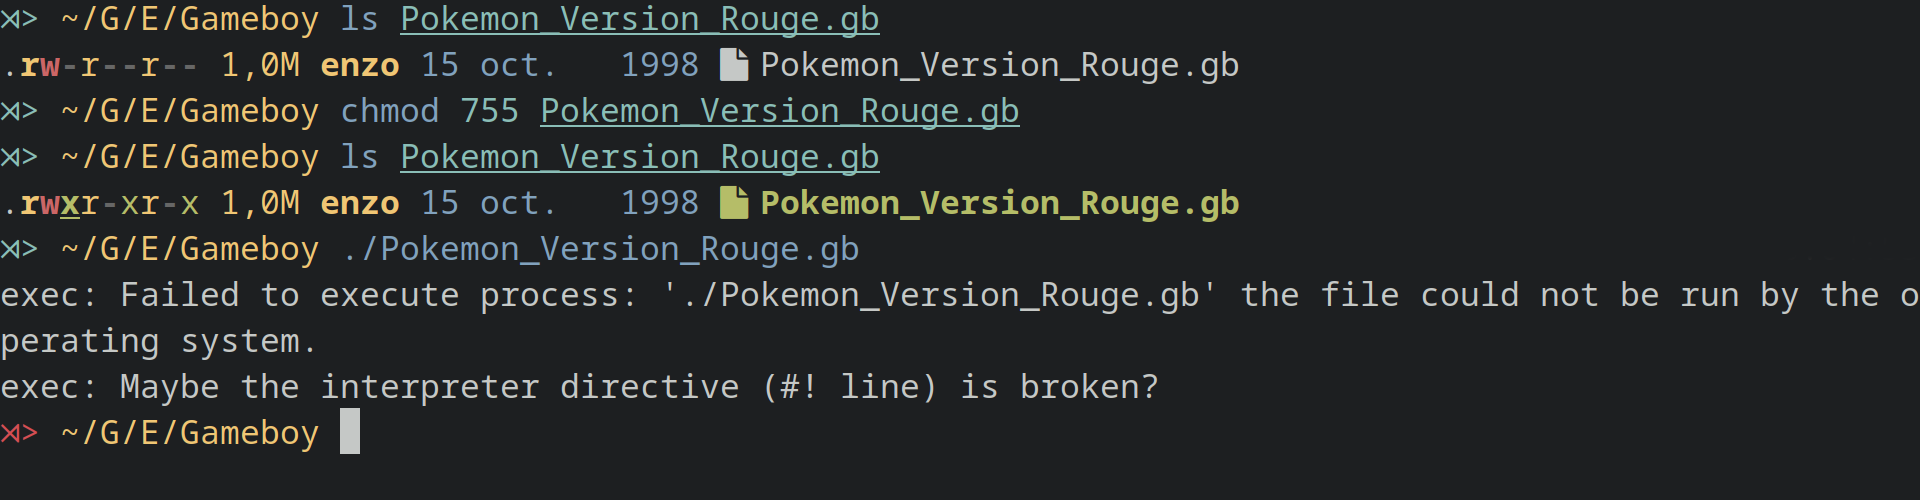 ⋊> ~/G/E/Gameboy ls Pokemon_Version_Rouge.gb
.rw-r--r-- 1,0M enzo 15 oct.   1998 Pokemon_Version_Rouge.gb
⋊> ~/G/E/Gameboy chmod 755 Pokemon_Version_Rouge.gb
⋊> ~/G/E/Gameboy ls Pokemon_Version_Rouge.gb
.rwxr-xr-x 1,0M enzo 15 oct.   1998 Pokemon_Version_Rouge.gb
⋊> ~/G/E/Gameboy ./Pokemon_Version_Rouge.gb
exec: Failed to execute process: './Pokemon_Version_Rouge.gb' the file could not be run by the o
perating system.
exec: Maybe the interpreter directive (#! line) is broken?
⋊> ~/G/E/Gameboy